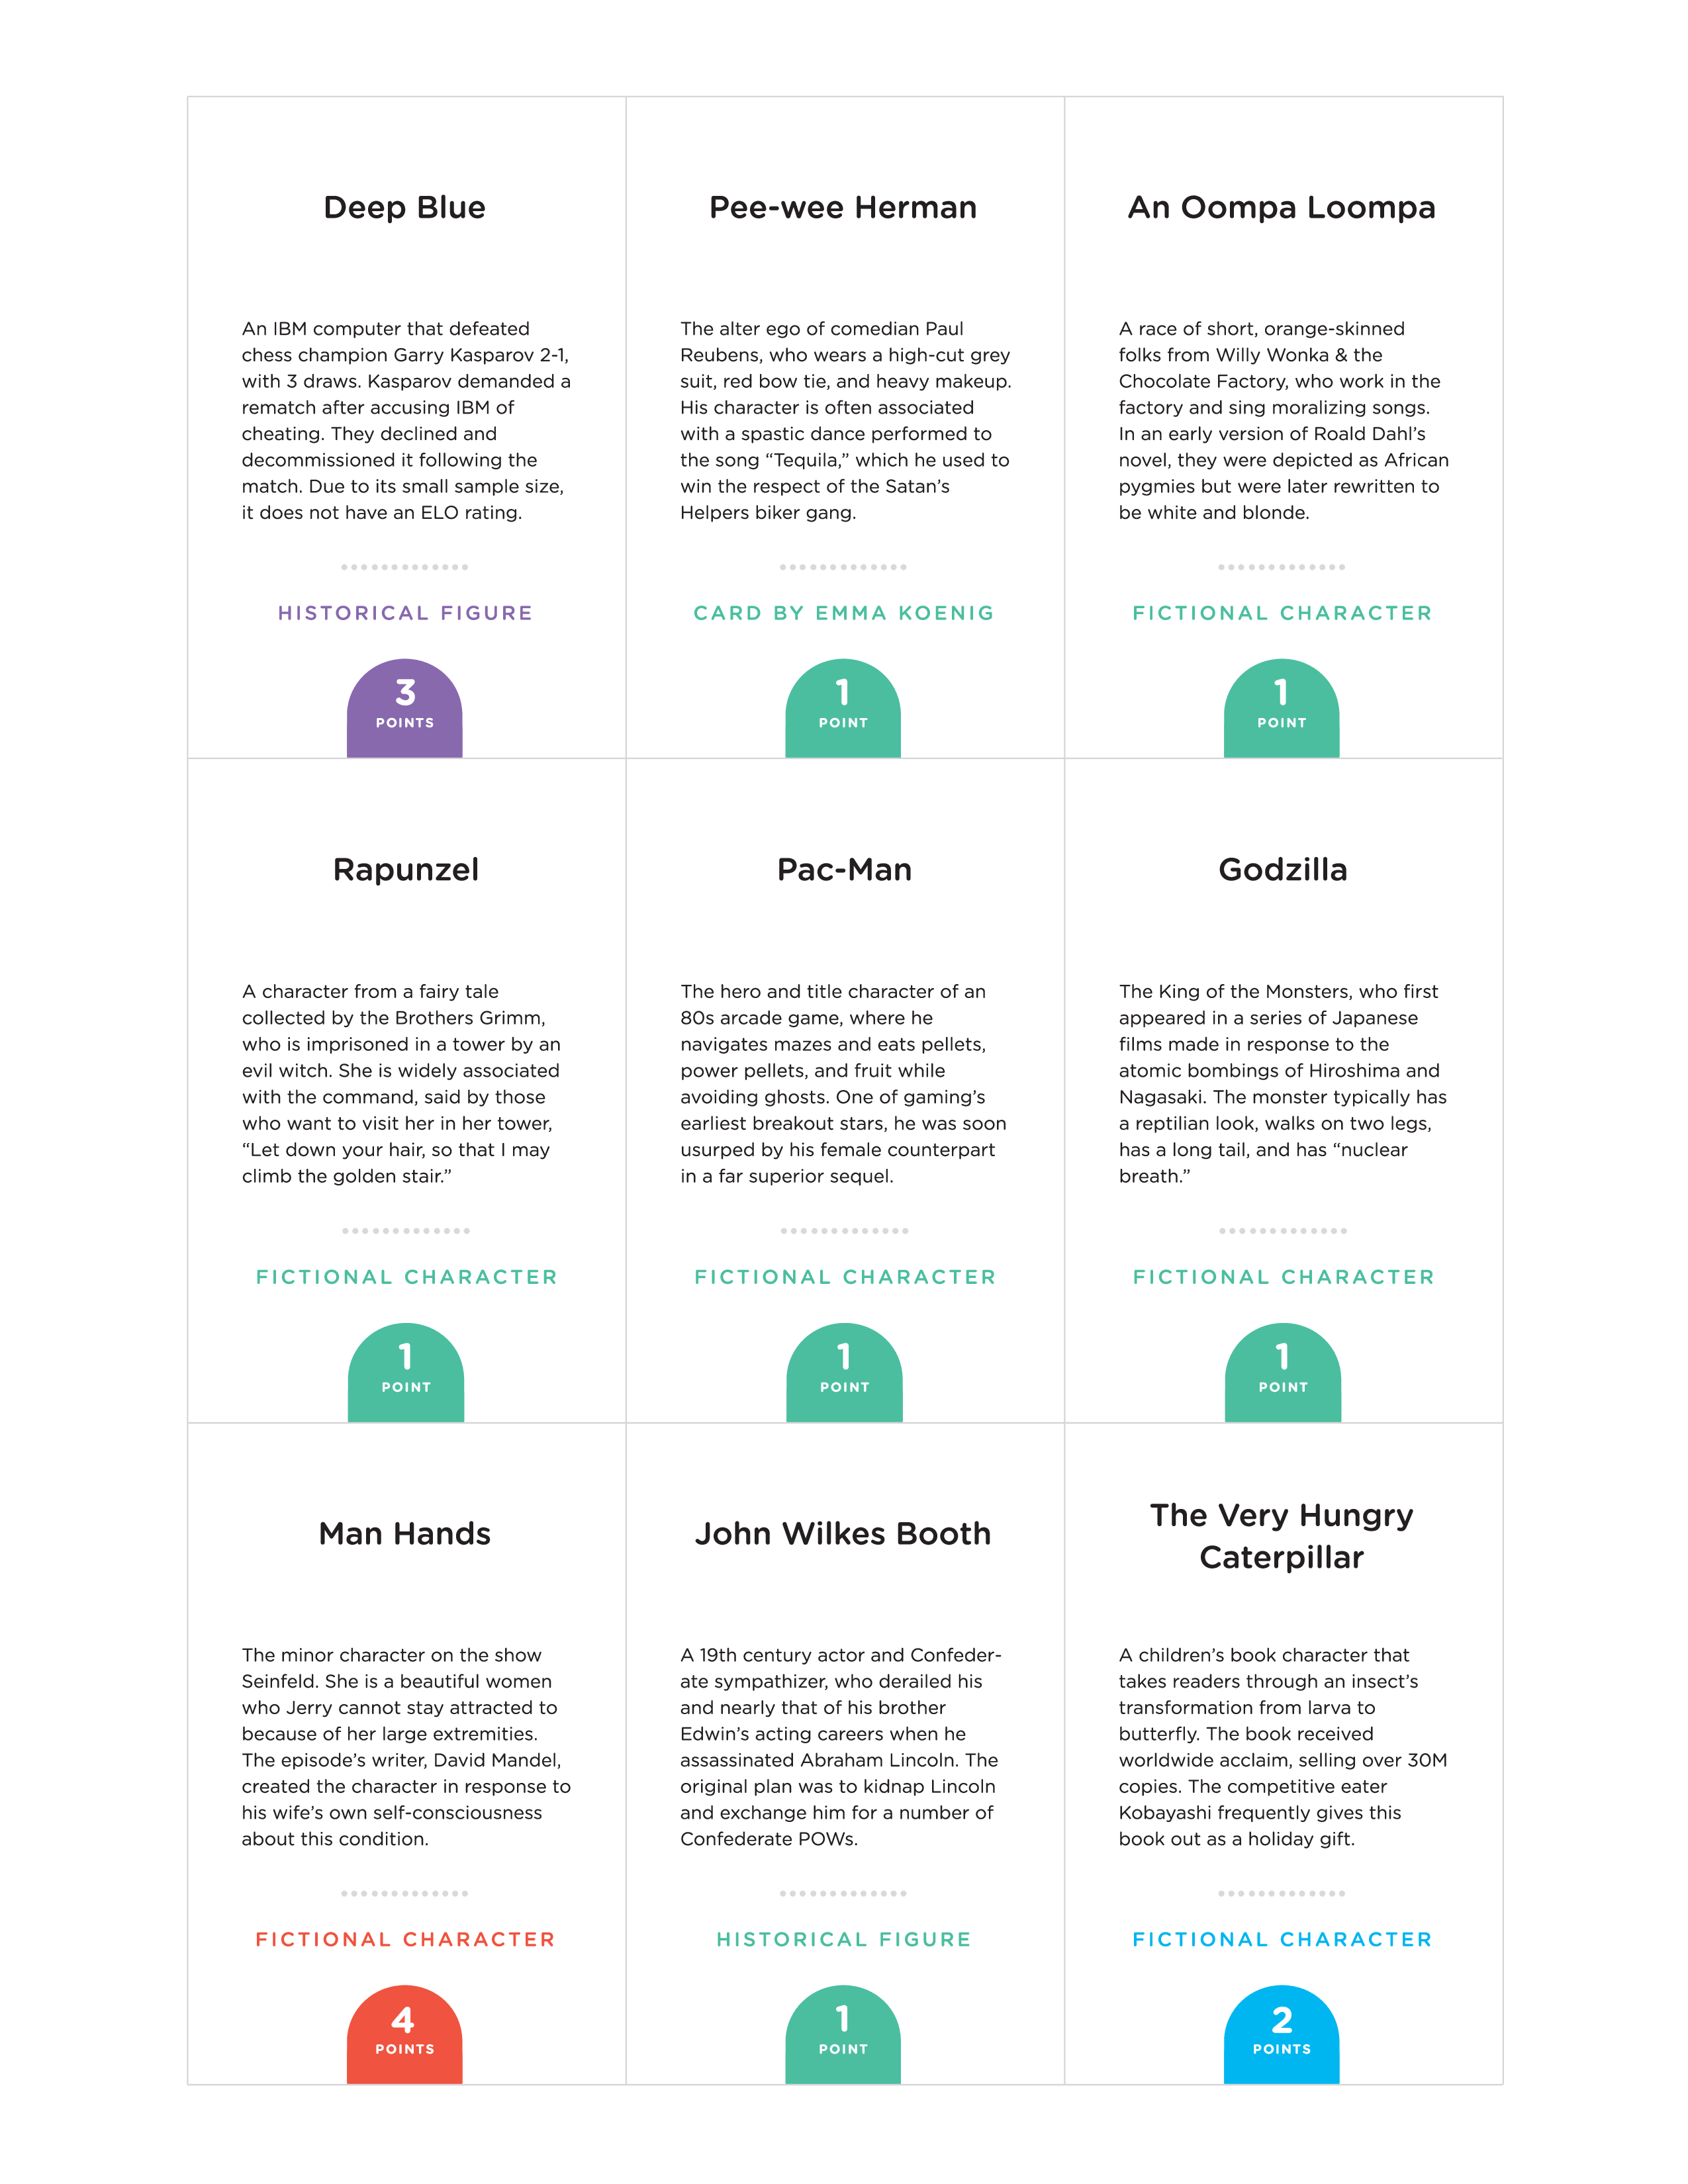 Deep Blue
An IBM computer that defeated
chess champion Garry Kasparov 2-1,
with 3 draws. Kasparov demanded a
rematch after accusing IBM of
cheating. They declined and
decommissioned it following the
match. Due to its small sample size,
it does not have an ELO rating.
HISTORICAL FIGURE
3
POINTS
Pee-wee Herman
The alter ego of comedian Paul
Reubens, who wears a high-cut grey
suit, red bow tie, and heavy makeup.
His character is often associated
with a spastic dance performed to
the song “Tequila,” which he used to
win the respect of the Satan’s
Helpers biker gang.
CARD BY EMMA KOENIG
1
POINT
An Oompa Loompa
A race of short, orange-skinned
folks from Willy Wonka & the
Chocolate Factory, who work in the
factory and sing moralizing songs.
In an early version of Roald Dahl’s
novel, they were depicted as African
pygmies but were later rewritten to
be white and blonde.
FICTIONAL CHARACTER
1
POINT
Rapunzel
A character from a fairy tale
collected by the Brothers Grimm,
who is imprisoned in a tower by an
evil witch. She is widely associated
with the command, said by those
who want to visit her in her tower,
“Let down your hair, so that I may
climb the golden stair.”
FICTIONAL CHARACTER
1
POINT
Pac-Man
The hero and title character of an
80s arcade game, where he
navigates mazes and eats pellets,
power pellets, and fruit while
avoiding ghosts. One of gaming’s
earliest breakout stars, he was soon
usurped by his female counterpart
in a far superior sequel.
FICTIONAL CHARACTER
1
POINT
Godzilla
The King of the Monsters, who first
appeared in a series of Japanese
films made in response to the
atomic bombings of Hiroshima and
Nagasaki. The monster typically has
a reptilian look, walks on two legs,
has a long tail, and has “nuclear
breath.”
FICTIONAL CHARACTER
1
POINT
Man Hands
The minor character on the show
Seinfeld. She is a beautiful women
who Jerry cannot stay attracted to
because of her large extremities.
The episode’s writer, David Mandel,
created the character in response to
his wife’s own self-consciousness
about this condition.
FICTIONAL CHARACTER
4
POINTS
John Wilkes Booth
A 19th century actor and Confeder-
ate sympathizer, who derailed his
and nearly that of his brother
Edwin’s acting careers when he
assassinated Abraham Lincoln. The
original plan was to kidnap Lincoln
and exchange him for a number of
Confederate POWs.
HISTORICAL FIGURE
1
POINT
The Very Hungry
Caterpillar
A children’s book character that
takes readers through an insect’s
transformation from larva to
butterfly. The book received
worldwide acclaim, selling over 30M
copies. The competitive eater
Kobayashi frequently gives this
book out as a holiday gift.
FICTIONAL CHARACTER
2
POINTS